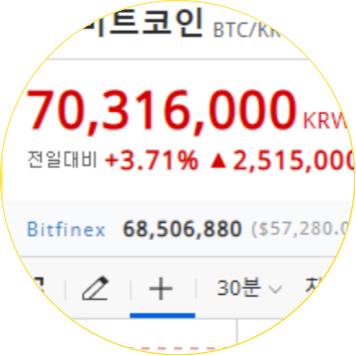 비트코인 BTC/KR
70,316,000 KRW
전일대비 +3.71% ▲ 2,515,000
Bitfinex 68,506,880 ($57,280.0
30분